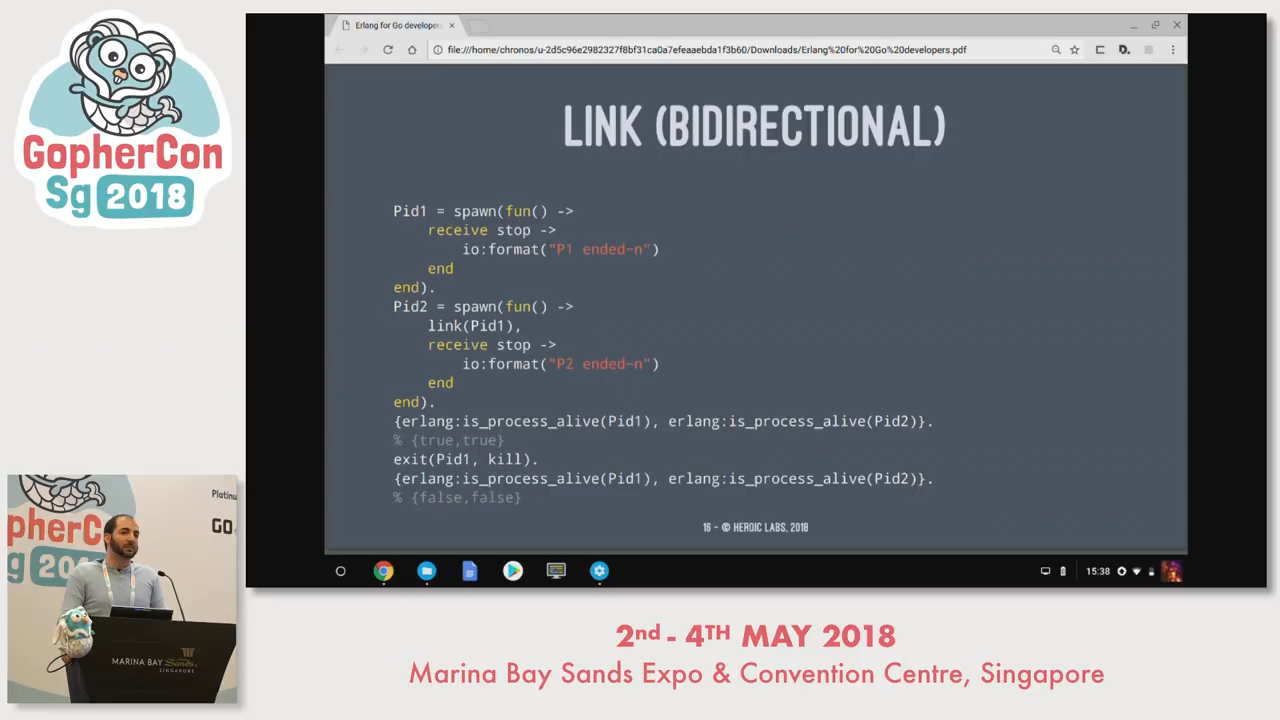 GopherCon
Sg 2018
Erlang for Go developer
file:///home/chronos/u-2d5c96e2982327f8bf31ca0a7efeaaebda1f3b60/Downloads/Erlang%20for%20Go%20developers.pdf
LINK (BIDIRECTIONAL)
Pid1 = spawn(fun() ->
receive stop ->
io:format("P1 ended~n")
end
end).
Pid2 = spawn(fun() ->
link(Pid1),
receive stop ->
io:format("P2 ended~n")
end
end).
{erlang:is_process_alive(Pid1), erlang:is_process_alive(Pid2)}.
% {true,true}
exit(Pid1, kill).
{erlang:is_process_alive(Pid1), erlang:is_process_alive(Pid2)}.
% {false,false}
16 - © HEROIC LABS, 2018
15:38
Platinu
GO
pherC
g 201
MARINA BAY Sands
SINGAPORE
2nd - 4TH MAY 2018
Marina Bay Sands Expo & Convention Centre, Singapore